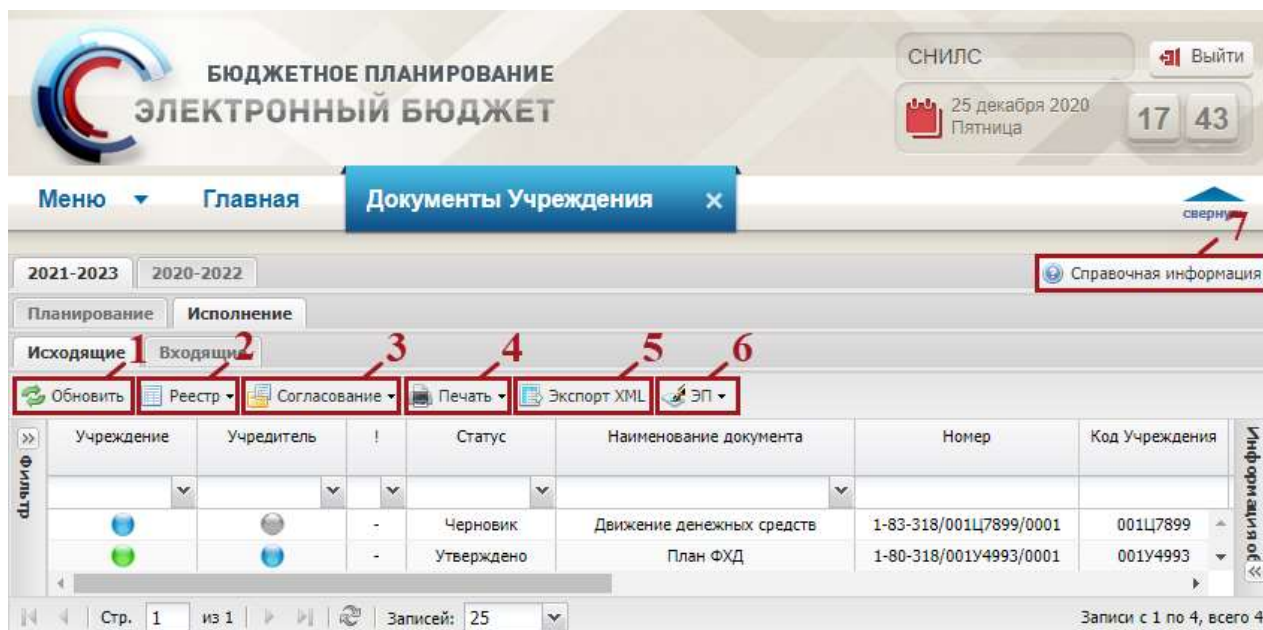 СНИЛС
Выйти
БЮДЖЕТНОЕ ПЛАНИРОВАНИЕ
ЭЛЕКТРОННЫЙ БЮДЖЕТ
25 декабря 2020
Пятница
17 43
Меню Главная Документы Учреждения
7
2021-2023 2020-2022 Справочная информация
Планирование Исполнение
Исходящие Входящие
1 2 3 4 5 6
Обновить Реестр Согласование Печать Экспорт XML ЭП
Учреждение Учредитель ! Статус Наименование документа Номер Код Учреждения
Фильтр
- Черновик Движение денежных средств 1-83-318/001Ц7899/0001 001Ц7899
- Утверждено План ФХД 1-80-318/001У4993/0001 001У4993
Стр. 1 из 1 Записей: 25 Записи с 1 по 4, всего 4